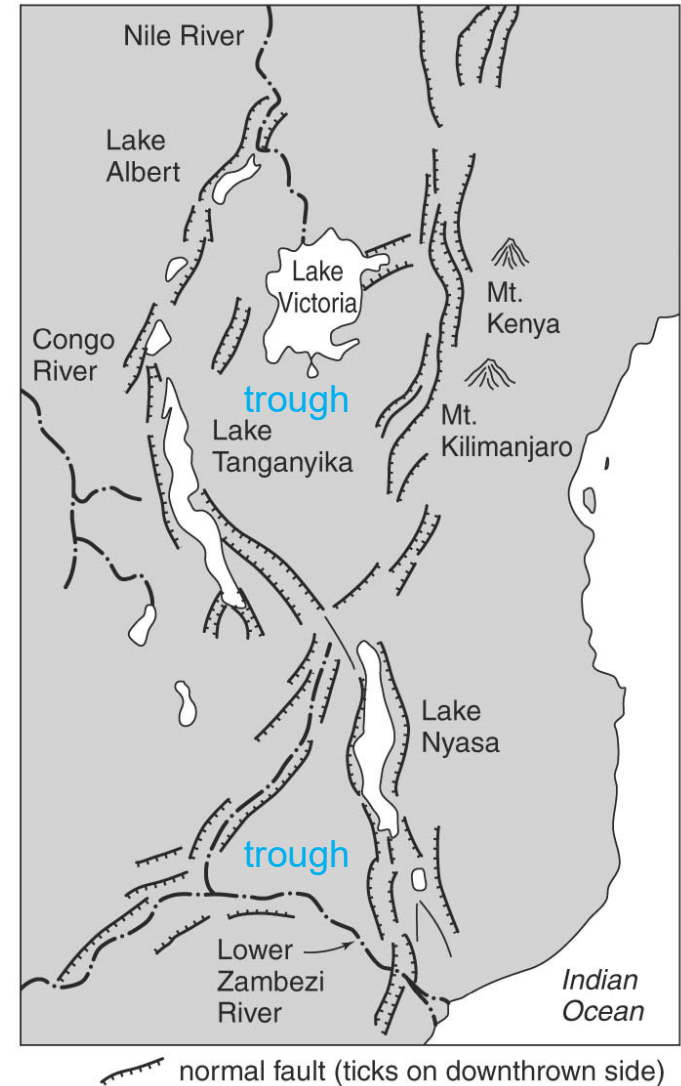 Nile River
Lake
Albert
Lake
Victoria
Mt.
Kenya
Congo
River
trough
Mt.
Kilimanjaro
Lake
Tanganyika
Lake
Nyasa
trough
Lower
Zambezi
River
Indian
Ocean
normal fault (ticks on downthrown side)